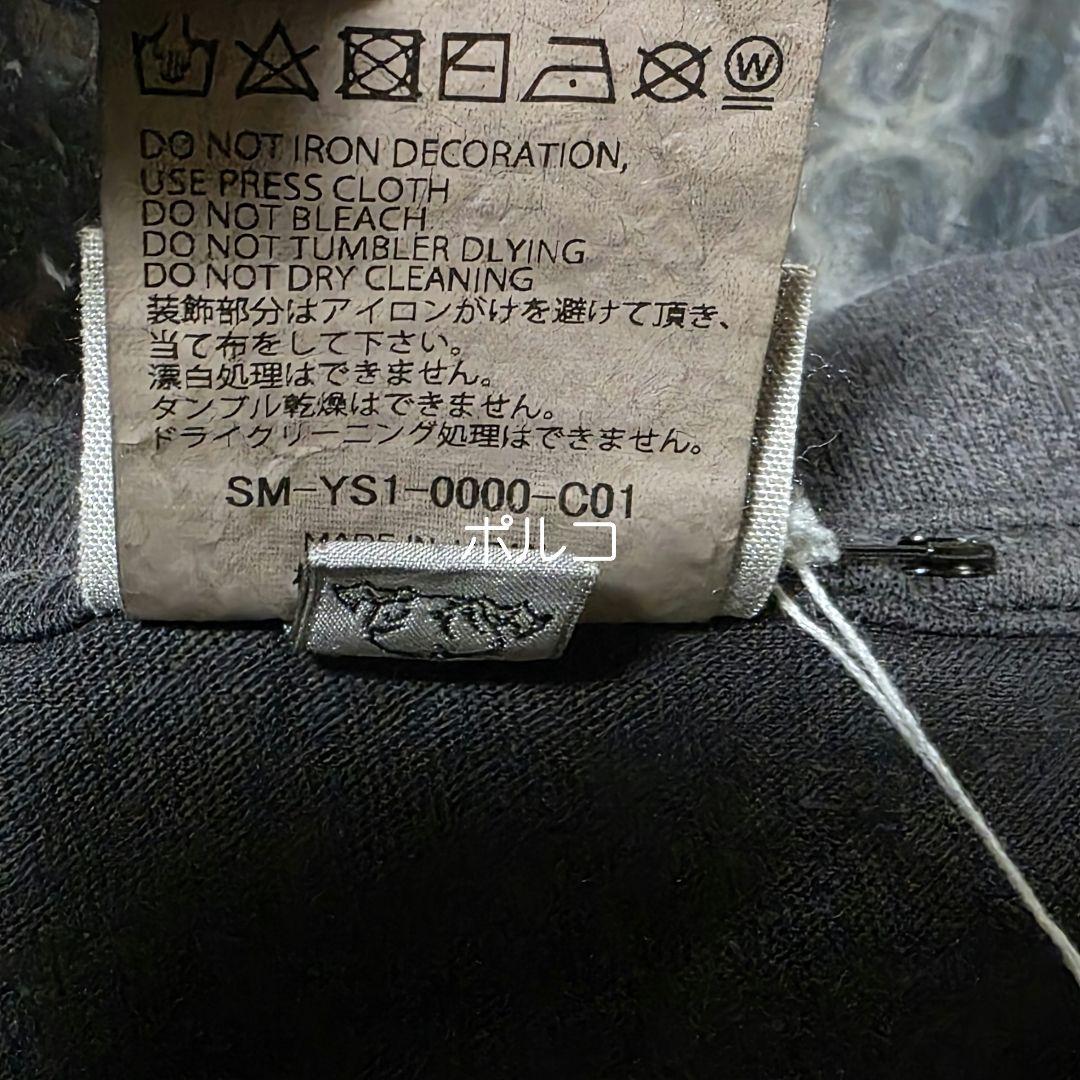 W
DO NOT IRON DECORATION,
USE PRESS CLOTH
DO NOT BLEACH
DO NOT TUMBLER DLYING
DO NOT DRY CLEANING
装飾部分はアイロンがけを避けて頂き、
当て布をして下さい。
漂白処理はできません。
タンブル乾燥はできません。
ドライクリーニング処理はできません。
SM-YS1-0000-C01
MADE IN
ポルコ